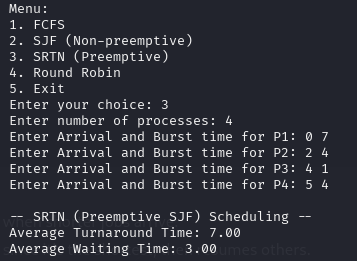 Menu:
1. FCFS
2. SJF (Non-preemptive)
3. SRTN (Preemptive)
4. Round Robin
5. Exit
Enter your choice: 3
Enter number of processes: 4
Enter Arrival and Burst time for P1: 0 7
Enter Arrival and Burst time for P2: 2 4
Enter Arrival and Burst time for P3: 4 1
Enter Arrival and Burst time for P4: 5 4
-- SRTN (Preemptive SJF) Scheduling --
Average Turnaround Time: 7.00
Average Waiting Time: 3.00